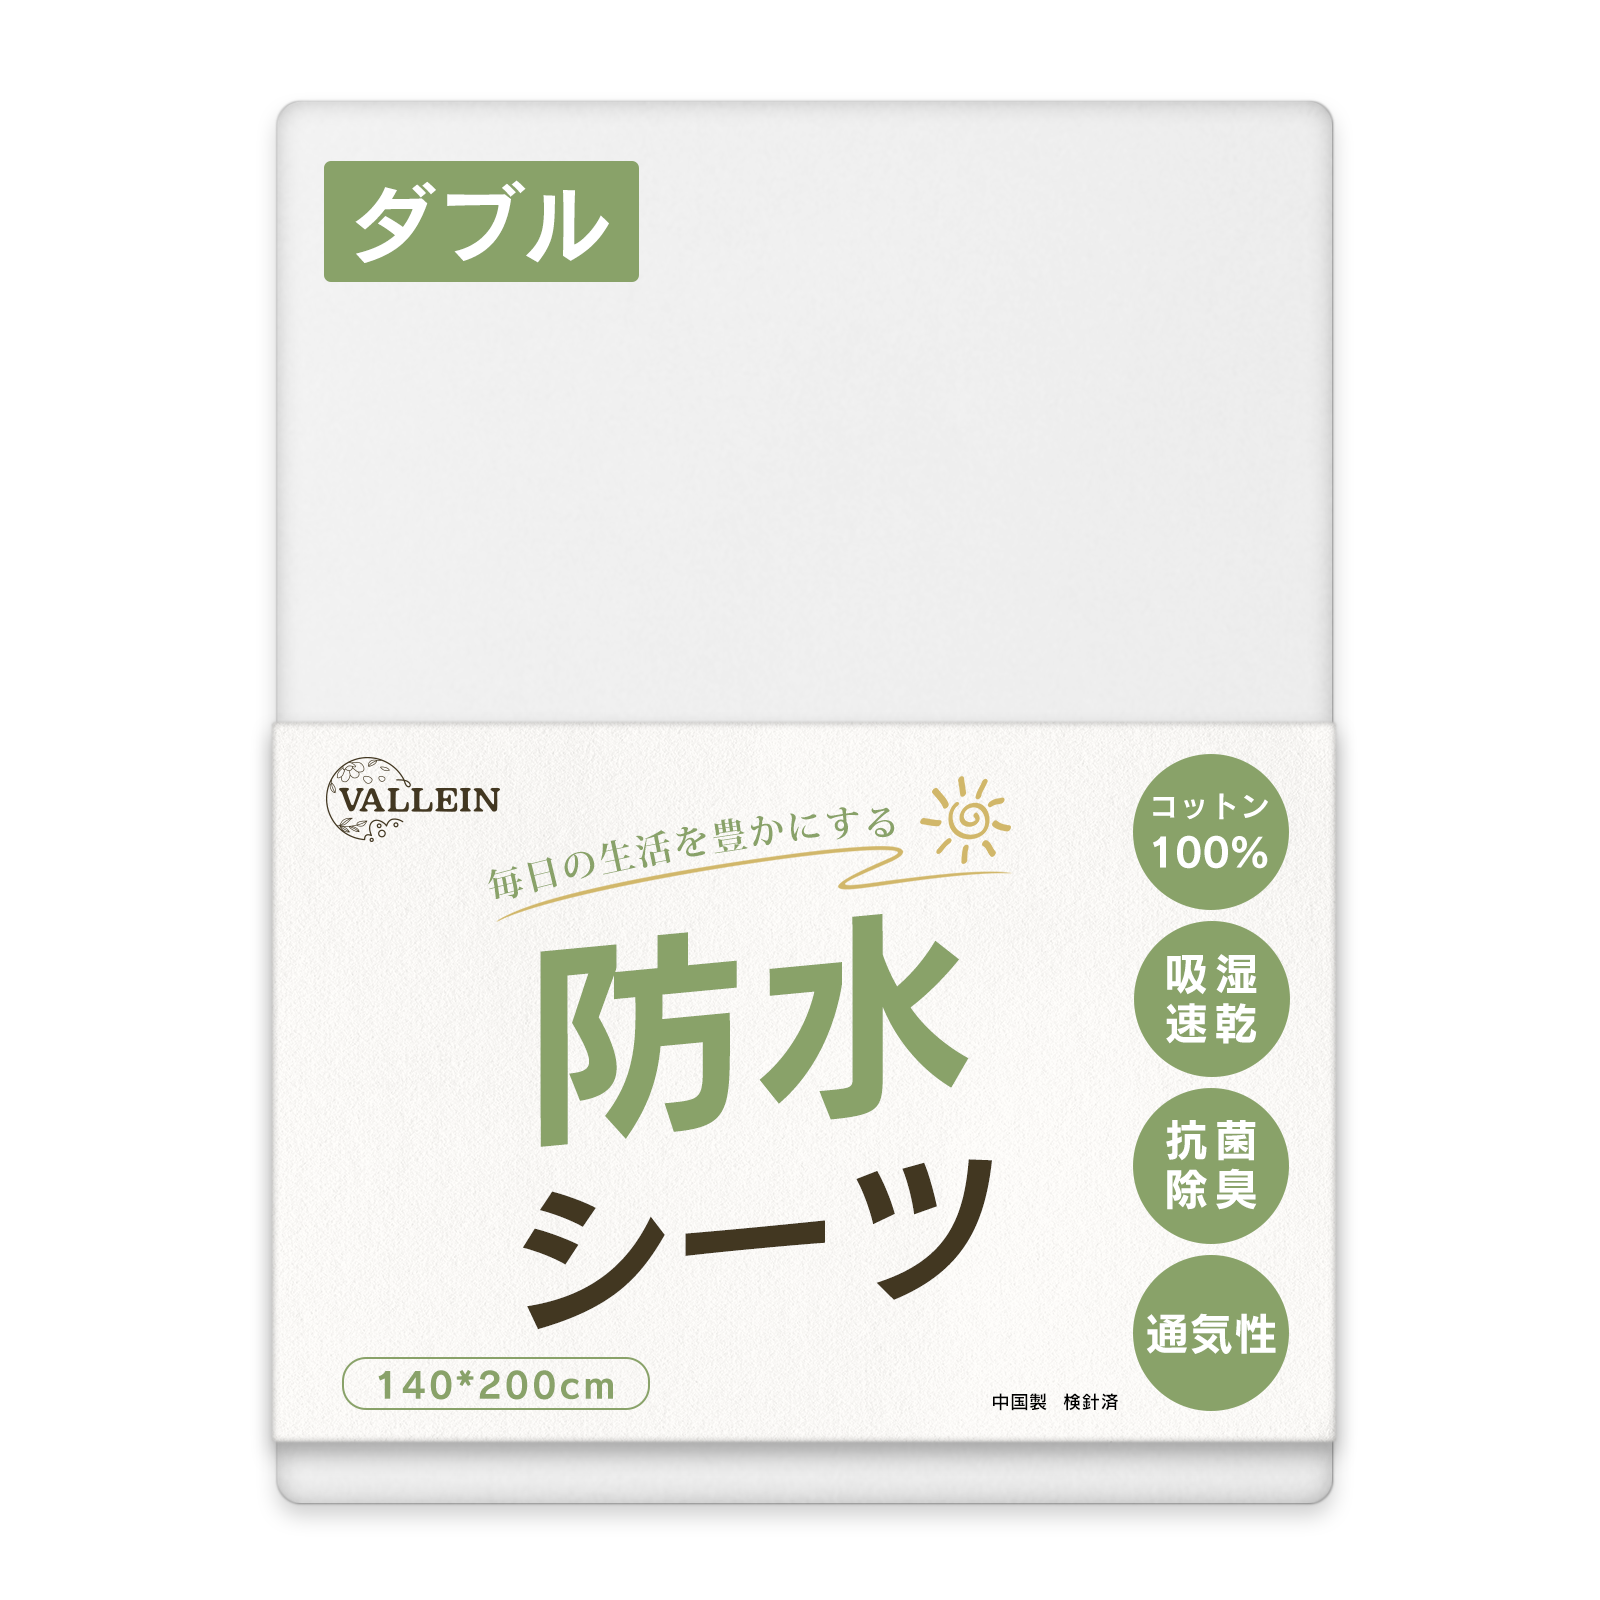 ダブル
VALLEIN
毎日の生活を豊かにする
防水
シーツ
コットン
100%
吸湿
速乾
抗菌
除臭
通気性
140*200cm
中国製 検針済